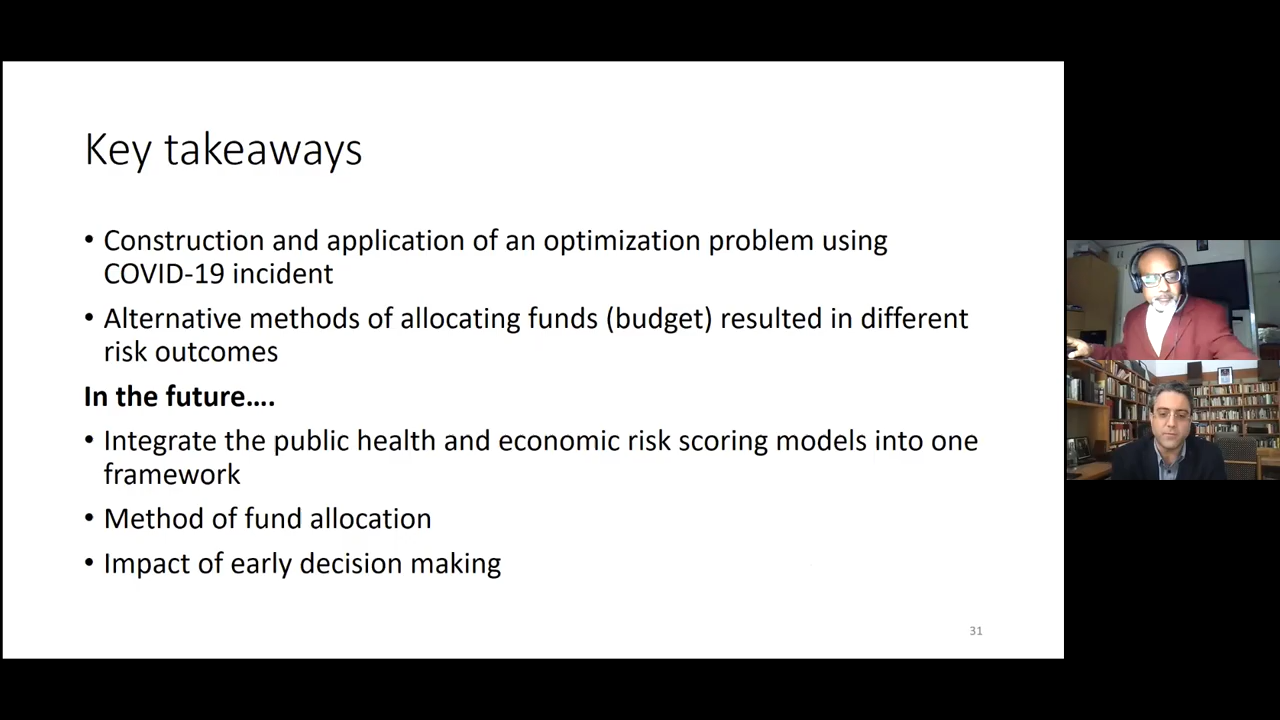 Key takeaways
• Construction and application of an optimization problem using
COVID-19 incident
• Alternative methods of allocating funds (budget) resulted in different
risk outcomes
In the future….
• Integrate the public health and economic risk scoring models into one
framework
• Method of fund allocation
• Impact of early decision making
31